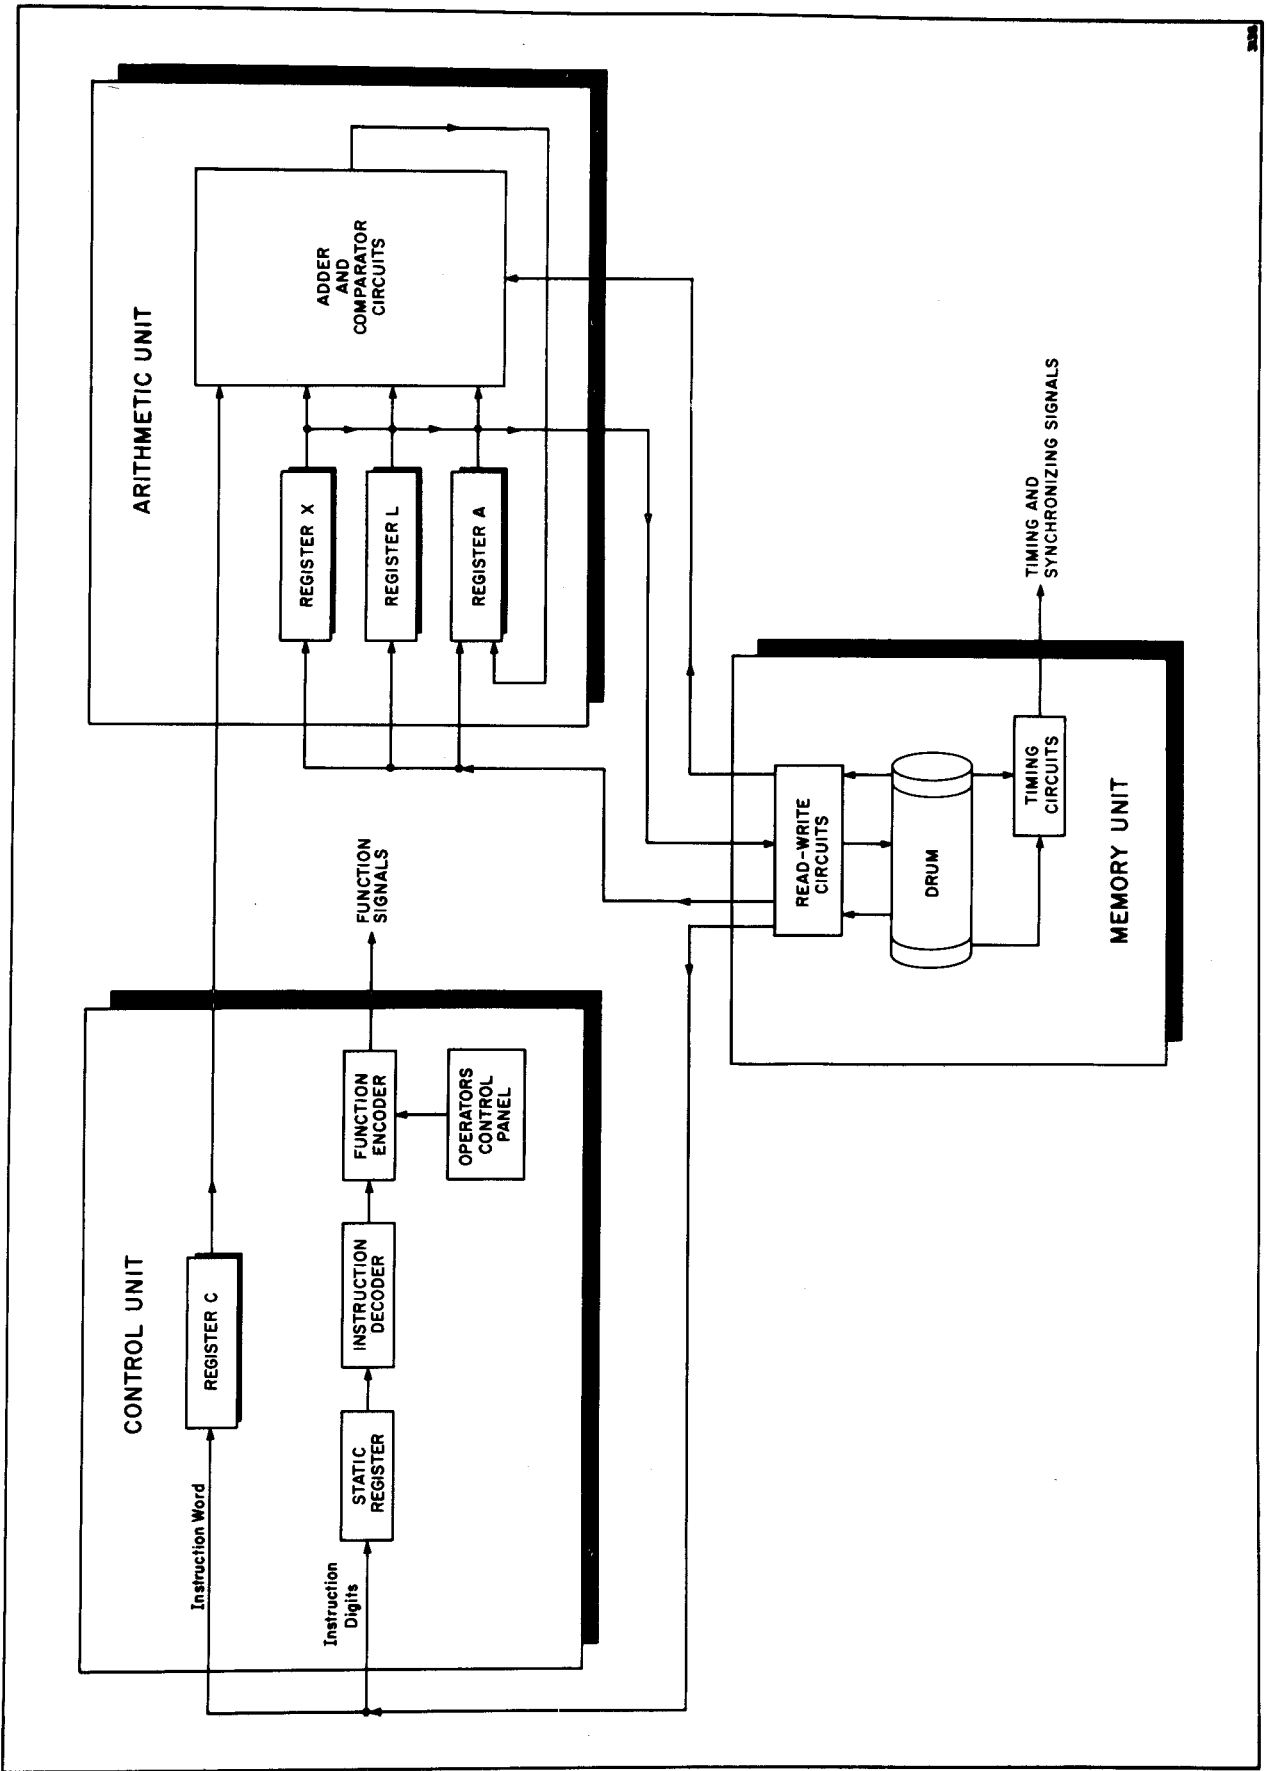 CONTROL UNIT
Instruction Word
REGISTER C
Instruction
Digits
STATIC
REGISTER
INSTRUCTION
DECODER
FUNCTION
ENCODER
OPERATORS
CONTROL
PANEL
FUNCTION
SIGNALS
ARITHMETIC UNIT
REGISTER X
REGISTER L
REGISTER A
ADDER
AND
COMPARATOR
CIRCUITS
READ-WRITE
CIRCUITS
DRUM
TIMING
CIRCUITS
MEMORY UNIT
TIMING AND
SYNCHRONIZING SIGNALS